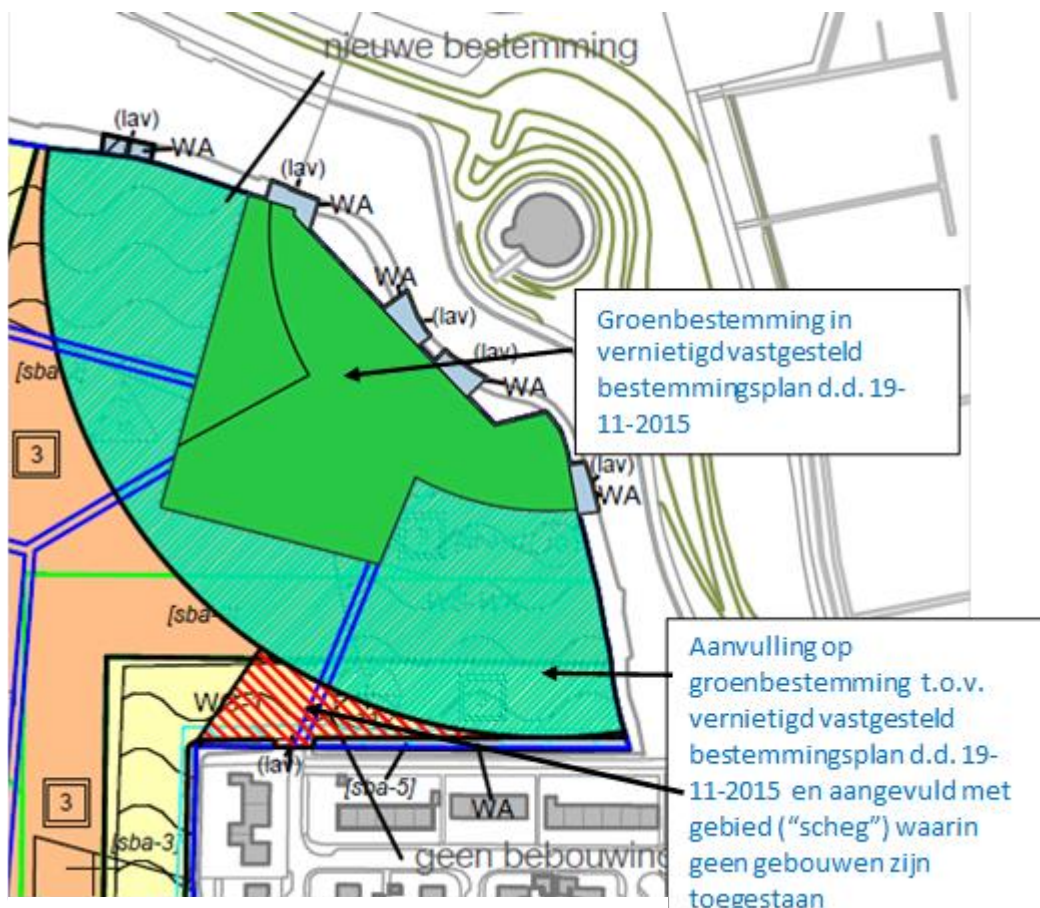 nieuwe bestemming
(lav)
WA
(lav)
WA
WA
(lav)
(lav)
WA
Groenbestemming in
vernietigd vastgesteld
bestemmingsplan d.d. 19-
11-2015
[sba
3
(lav)
WA
[sba-
Aanvulling op
groenbestemming t.o.v.
vernietigd vastgesteld
bestemmingsplan d.d. 19-
11-2015 en aangevuld met
gebied (“scheg”) waarin
geen gebouwen zijn
toegestaan
(lav)
[sba-5]
3
WA
[sba-3]
geen bebouwing